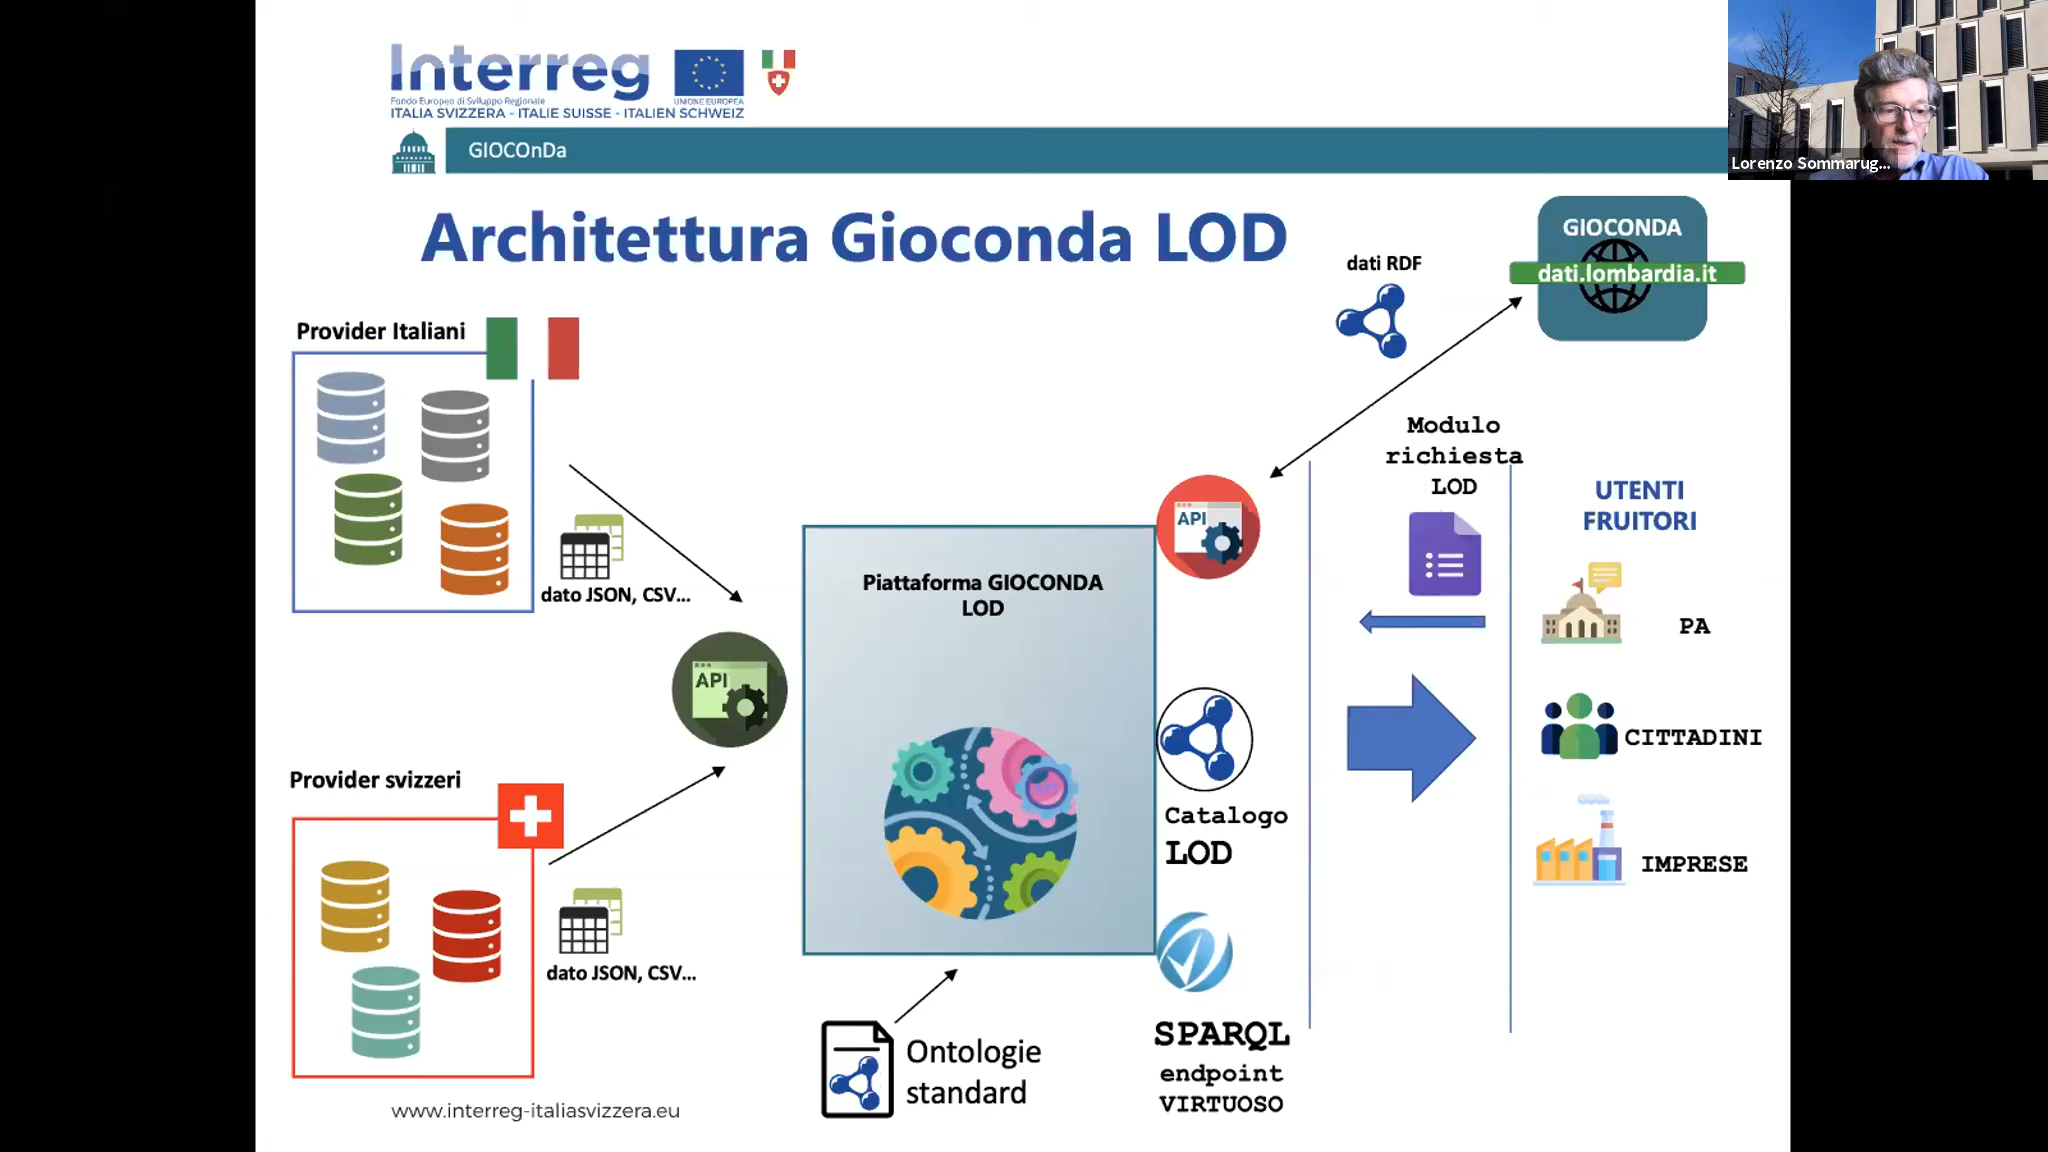 Interreg
Fondo Europeo di Sviluppo Regionale
UNIONE EUROPEA
ITALIA SVIZZERA - ITALIE SUISSE - ITALIEN SCHWEIZ
GIOCOnDa
Lorenzo Sommarug...
Architettura Gioconda LOD
dati RDF
GIOCONDA
dati.lombardia.it
Provider Italiani
dato JSON, CSV...
Modulo
richiesta
LOD
UTENTI
FRUITORI
API
Piattaforma GIOCONDA
LOD
PA
API
CITTADINI
Provider svizzeri
Catalogo
LOD
IMPRESE
dato JSON, CSV...
Ontologie
standard
SPARQL
endpoint
VIRTUOSO
www.interreg-italiasvizzera.eu